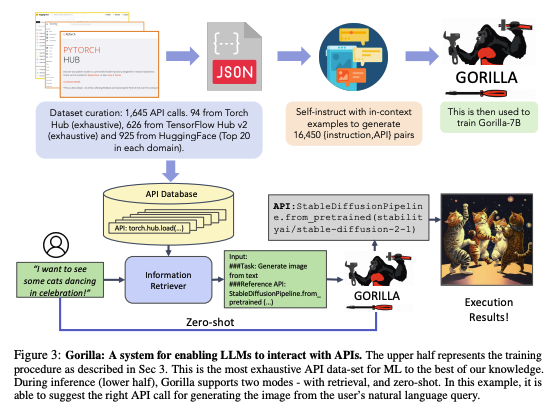 PYTORCH
HUB
{---}
JSON
GORILLA
Dataset curation: 1,645 API calls. 94 from Torch
Hub (exhaustive), 626 from TensorFlow Hub v2
(exhaustive) and 925 from HuggingFace (Top 20
in each domain).
Self-instruct with in-context
examples to generate
16,450 {instruction,API} pairs
This is then used to
train Gorilla-7B
API Database
API: torch.hub.load(...)
API:StableDiffusionPipelin
e.from_pretrained(stabilit
yai/stable-diffusion-2-1)
“I want to see
some cats dancing
in celebration!”
Information
Retriever
Input:
###Task: Generate image
from text
###Reference API:
StableDiffusionPipeline.from_
pretrained (...)
GORILLA
Execution
Results!
Zero-shot
Figure 3: Gorilla: A system for enabling LLMs to interact with APIs. The upper half represents the training
procedure as described in Sec 3. This is the most exhaustive API data-set for ML to the best of our knowledge.
During inference (lower half), Gorilla supports two modes - with retrieval, and zero-shot. In this example, it is
able to suggest the right API call for generating the image from the user’s natural language query.